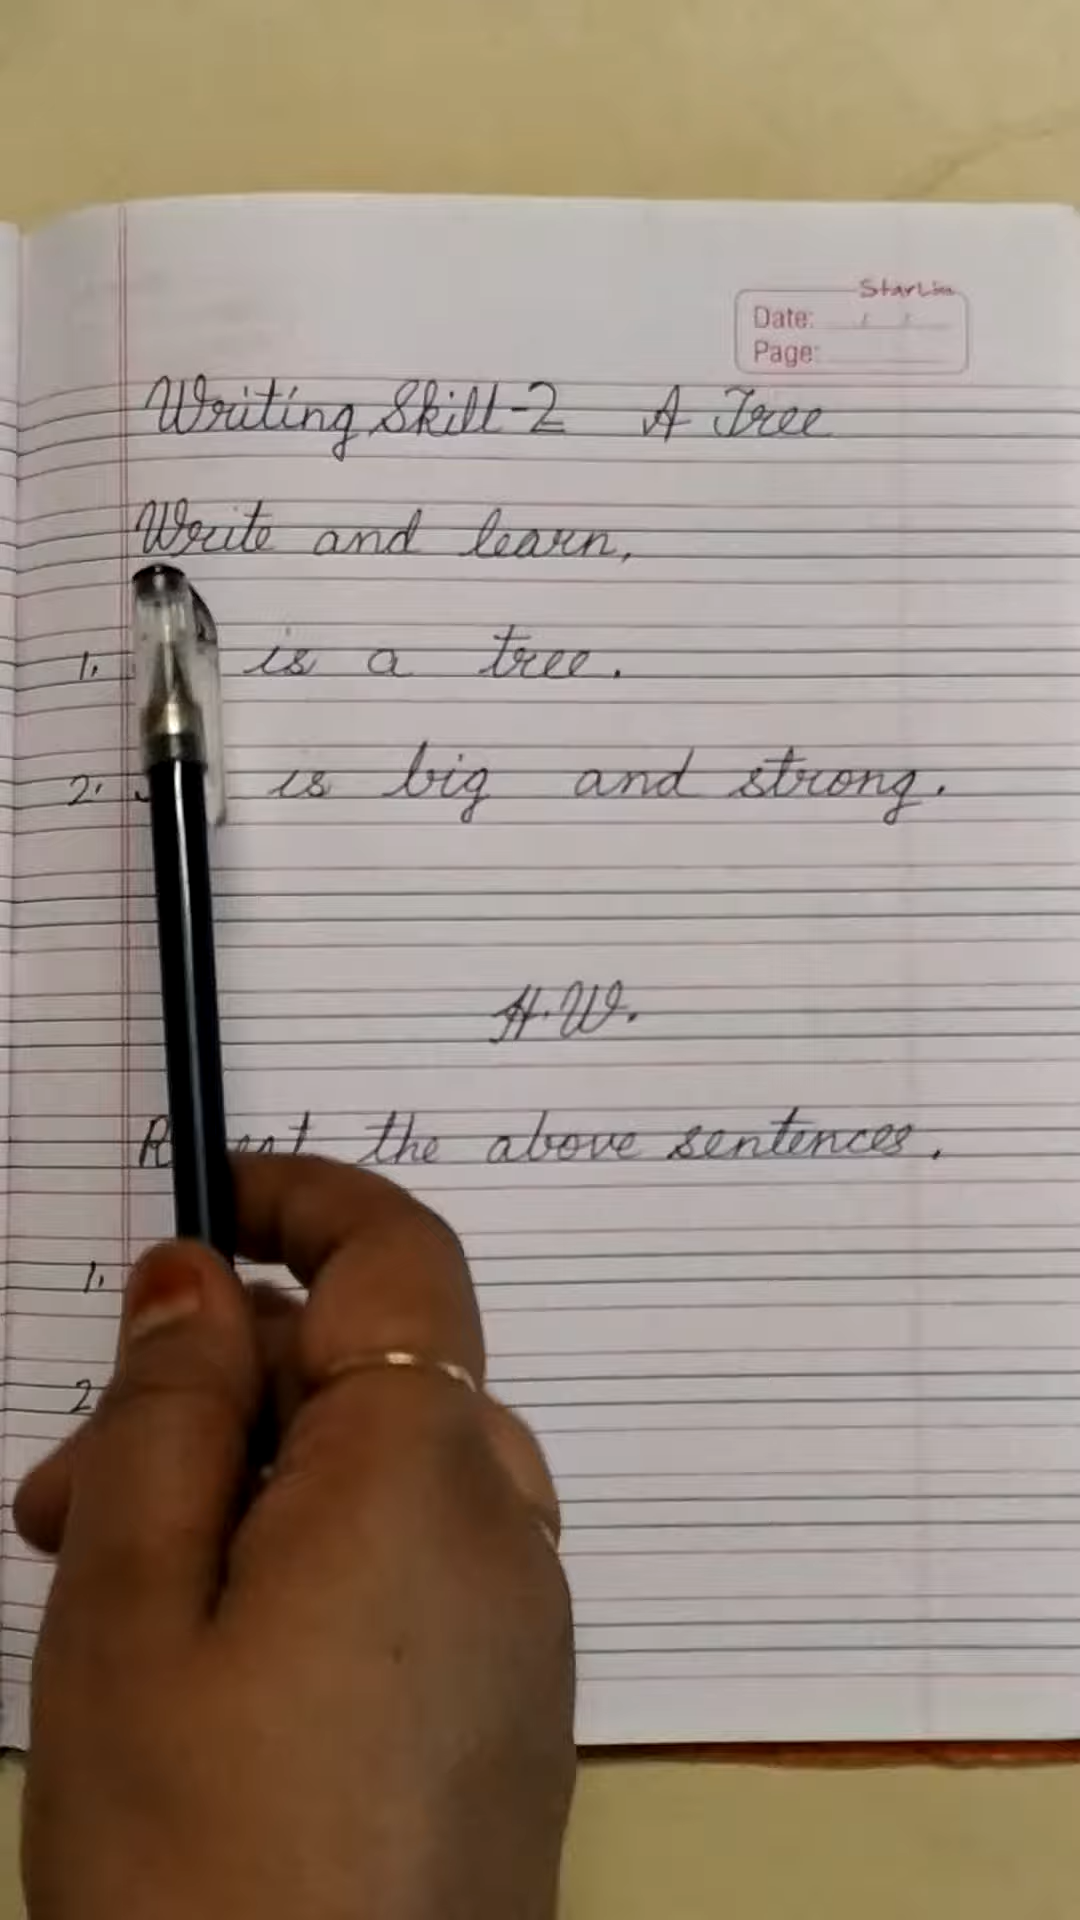 StarLine
Date:
Page:
Writing Skill-2 A Tree
Write and learn.
1. is a tree.
2. is big and strong.
H.W.
the above sentences.
1.
2